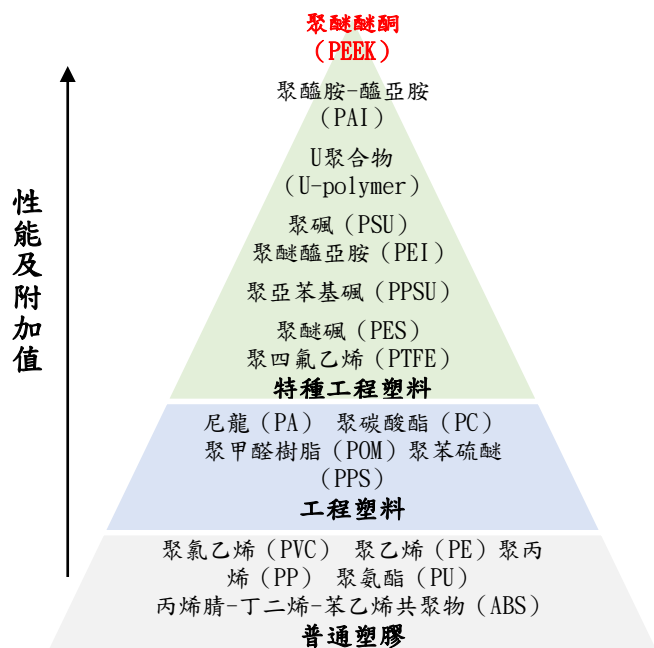 聚醚醚酮
(PEEK)
聚醯胺-醯亞胺
(PAI)
U聚合物
(U-polymer)
聚碸（PSU）
聚醚醯亞胺（PEI）
聚亞苯基碸（PPSU）
聚醚碸（PES）
聚四氟乙烯（PTFE）
特種工程塑料
尼龍（PA） 聚碳酸酯（PC）
聚甲醛樹脂（POM）聚苯硫醚
（PPS）
工程塑料
聚氯乙烯（PVC） 聚乙烯（PE）聚丙
烯（PP） 聚氨酯（PU）
丙烯腈-丁二烯-苯乙烯共聚物（ABS）
普通塑膠
性能及附加值